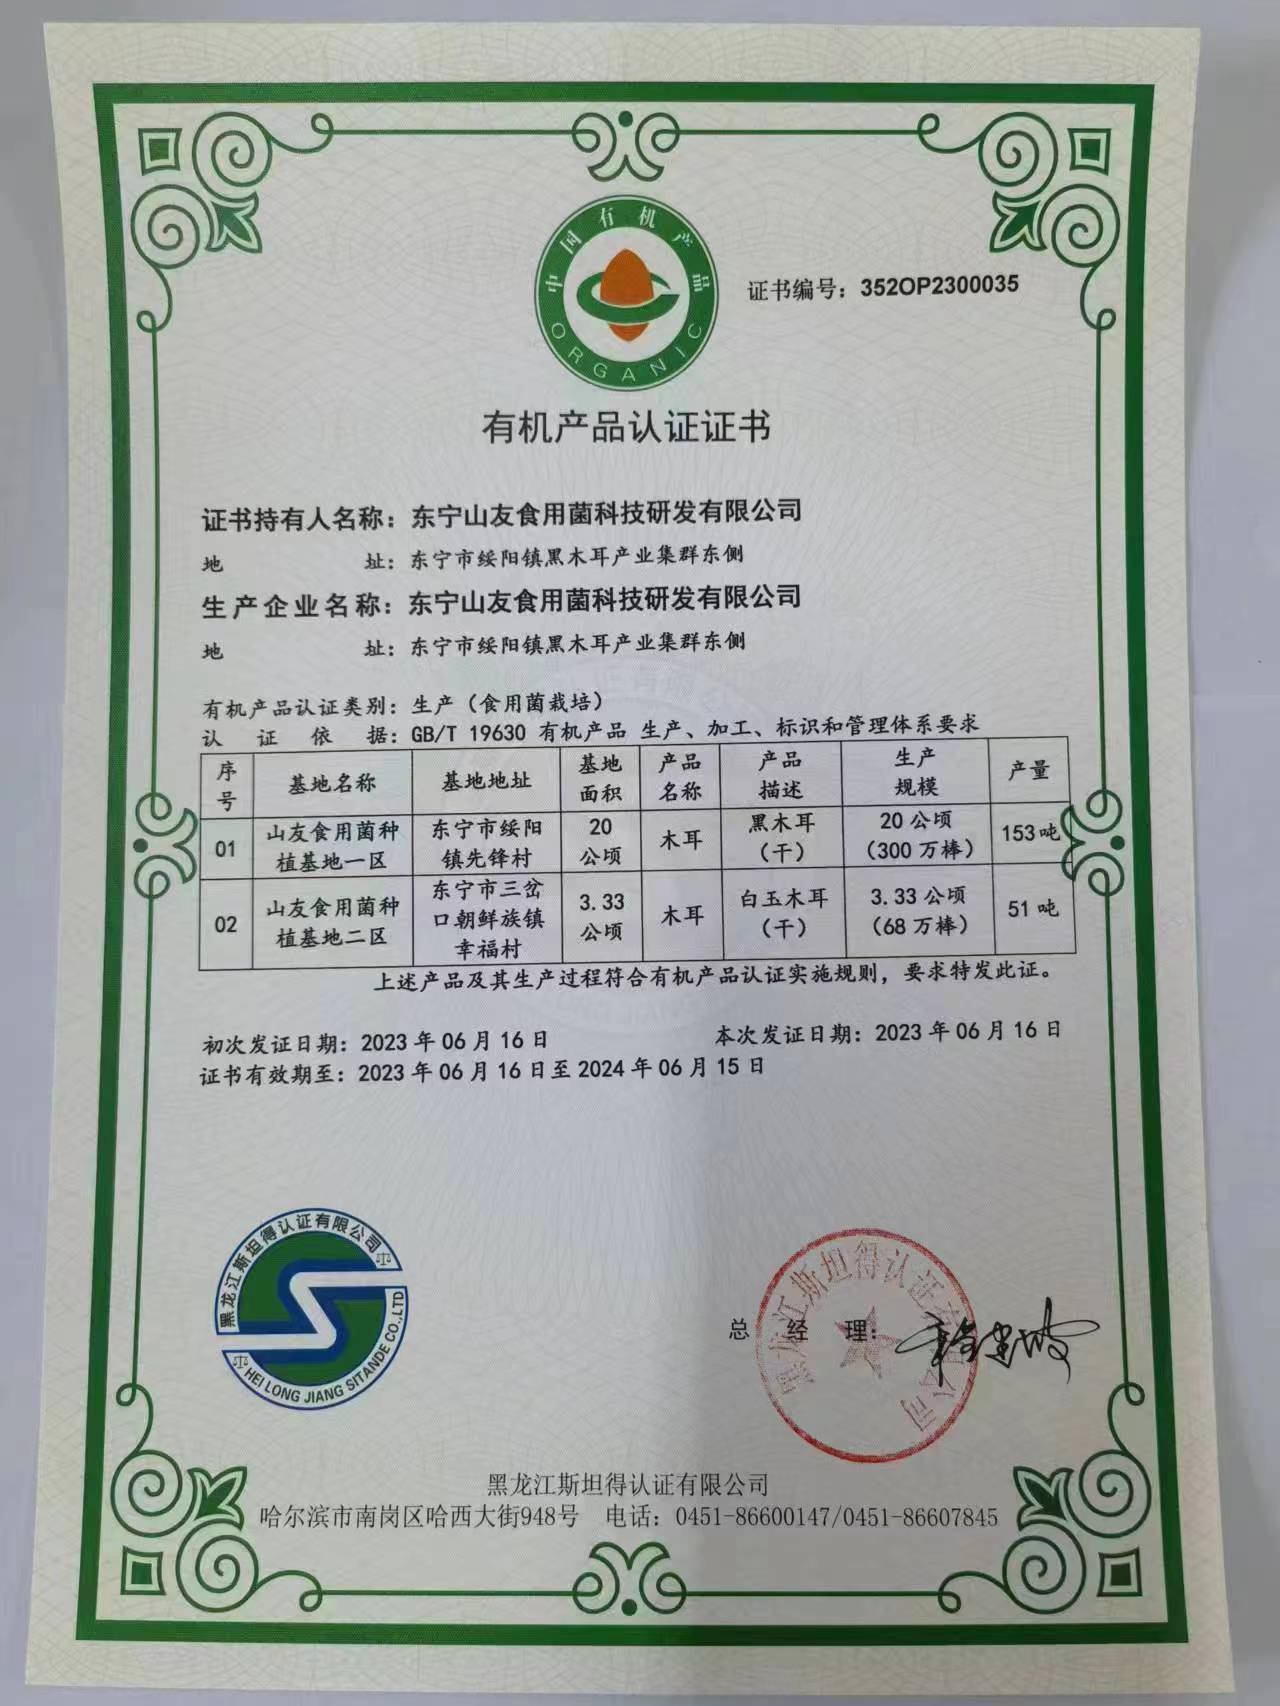 中国有机产品
ORGANIC
证书编号：352OP2300035
有机产品认证证书
证书持有人名称：东宁山友食用菌科技研发有限公司
地 址：东宁市绥阳镇黑木耳产业集群东侧
生产企业名称：东宁山友食用菌科技研发有限公司
地 址：东宁市绥阳镇黑木耳产业集群东侧
有机产品认证类别：生产（食用菌栽培）
认 证 依 据：GB/T 19630 有机产品 生产、加工、标识和管理体系要求
序号 基地名称 基地地址 基地面积 产品名称 产品描述 生产规模 产量
01 山友食用菌种植基地一区 东宁市绥阳镇先锋村 20公顷 木耳 黑木耳（干） 20公顷（300万棒） 153吨
02 山友食用菌种植基地二区 东宁市三岔口朝鲜族镇幸福村 3.33公顷 木耳 白玉木耳（干） 3.33公顷（68万棒） 51吨
上述产品及其生产过程符合有机产品认证实施规则，要求特发此证。
初次发证日期：2023年06月16日 本次发证日期：2023年06月16日
证书有效期至：2023年06月16日至2024年06月15日
黑龙江斯坦得认证有限公司
HEI LONG JIANG SITANDE CO.,LTD
总 经 理：
黑龙江斯坦得认证有限公司
黑龙江斯坦得认证有限公司
哈尔滨市南岗区哈西大街948号 电话：0451-86600147/0451-86607845